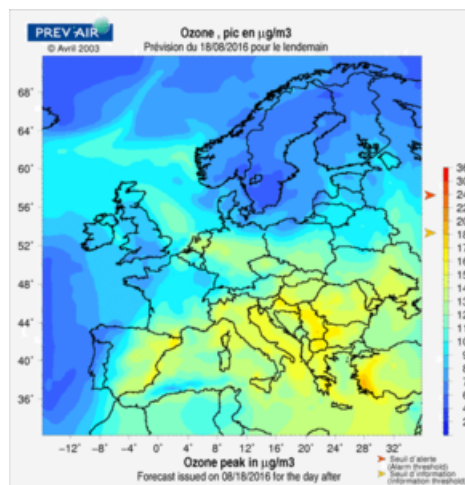 PREV'AIR
© Avril 2003
Ozone , pic en µg/m3
Prévision du 18/08/2016 pour le lendemain
68°
64°
60°
56°
52°
48°
44°
40°
36°
−12° −8° −4° 0° 4° 8° 12° 16° 20° 24° 28° 32°
Ozone peak in µg/m3
Forecast issued on 08/18/2016 for the day after
Seuil d'alerte
(Alarm threshold)
Seuil d'information
(Information threshold)